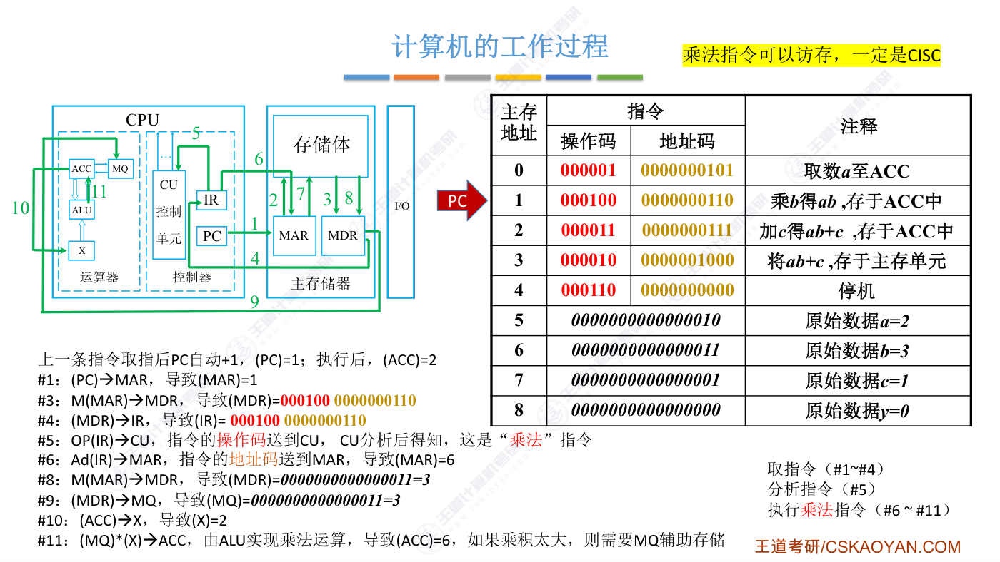 计算机的工作过程
乘法指令可以访存，一定是CISC
CPU
5
6
10
ACC
MQ
11
ALU
X
运算器
…
CU
控制
单元
IR
PC
控制器
1
4
9
存储体
2
7
3
8
MAR
MDR
主存储器
I/O
PC
主存地址 指令 注释
操作码 地址码
0 000001 0000000101 取数a至ACC
1 000100 0000000110 乘b得ab ,存于ACC中
2 000011 0000000111 加c得ab+c ,存于ACC中
3 000010 0000001000 将ab+c ,存于主存单元
4 000110 0000000000 停机
5 0000000000000010 原始数据a=2
6 0000000000000011 原始数据b=3
7 0000000000000001 原始数据c=1
8 0000000000000000 原始数据y=0
上一条指令取指后PC自动+1，(PC)=1；执行后，(ACC)=2
#1：(PC)→MAR，导致(MAR)=1
#3：M(MAR)→MDR，导致(MDR)=000100 0000000110
#4：(MDR)→IR，导致(IR)= 000100 0000000110
#5：OP(IR)→CU，指令的操作码送到CU， CU分析后得知，这是“乘法”指令
#6：Ad(IR)→MAR，指令的地址码送到MAR，导致(MAR)=6
#8：M(MAR)→MDR，导致(MDR)=0000000000000011=3
#9：(MDR)→MQ，导致(MQ)=0000000000000011=3
#10：(ACC)→X，导致(X)=2
#11：(MQ)*(X)→ACC，由ALU实现乘法运算，导致(ACC)=6，如果乘积太大，则需要MQ辅助存储
取指令（#1~#4）
分析指令（#5）
执行乘法指令（#6 ~ #11）
王道考研/CSKAOYAN.COM